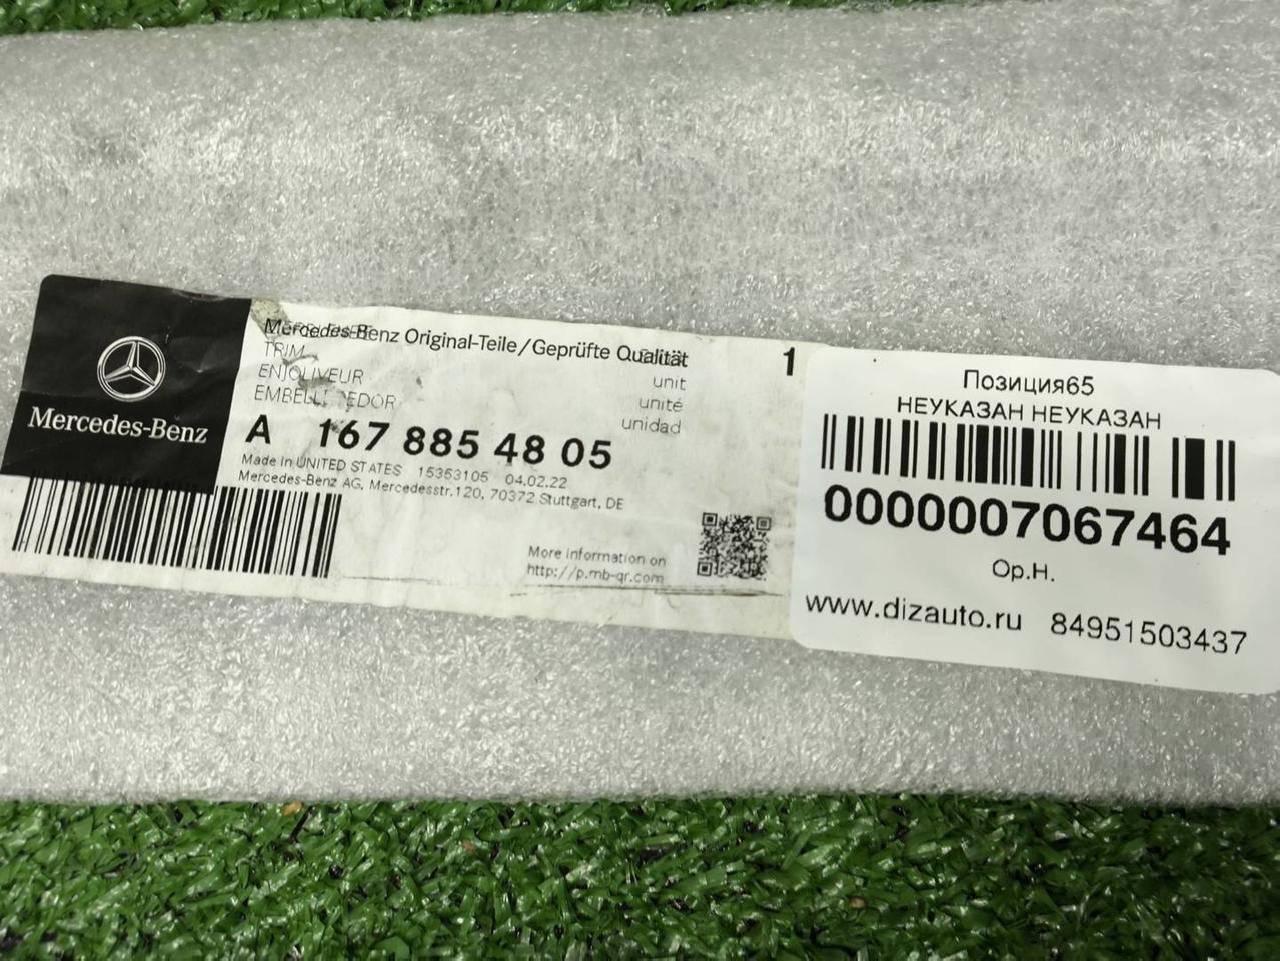 Mercedes-Benz
Mercedes-Benz Original-Teile/Geprüfte Qualität
1
TRIM
unit
ENJOLIVEUR
unité
unidad
A 167 885 48 05
Made in UNITED STATES 15353105 04.02.22
Mercedes-Benz AG, Mercedesstr.120, 70372 Stuttgart, DE
More information on
http://p.mb-qr.com
Позиция65
НЕУКАЗАН НЕУКАЗАН
0000007067464
Ор.Н.
www.dizauto.ru 84951503437